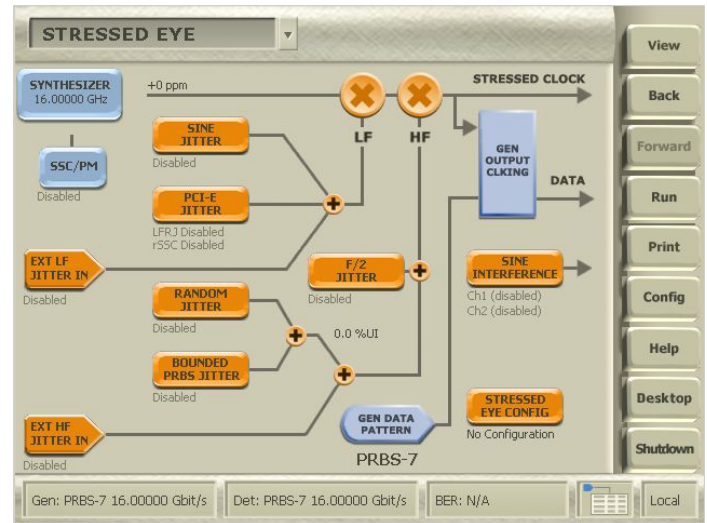 STRESSED EYE
SYNTHESIZER
16.00000 GHz
+0 ppm
STRESSED CLOCK
SINE
JITTER
Disabled
LF
HF
GEN
OUTPUT
CLKING
SSC/PM
Disabled
DATA
PCI-E
JITTER
LFRJ Disabled
rSSC Disabled
EXT LF
JITTER IN
Disabled
F/2
JITTER
Disabled
SINE
INTERFERENCE
Ch1 (disabled)
Ch2 (disabled)
RANDOM
JITTER
Disabled
0.0 %UI
BOUNDED
PRBS JITTER
Disabled
EXT HF
JITTER IN
Disabled
GEN DATA
PATTERN
PRBS-7
STRESSED
EYE CONFIG
No Configuration
View
Back
Forward
Run
Print
Config
Help
Desktop
Shutdown
Gen: PRBS-7 16.00000 Gbit/s
Det: PRBS-7 16.00000 Gbit/s
BER: N/A
Local